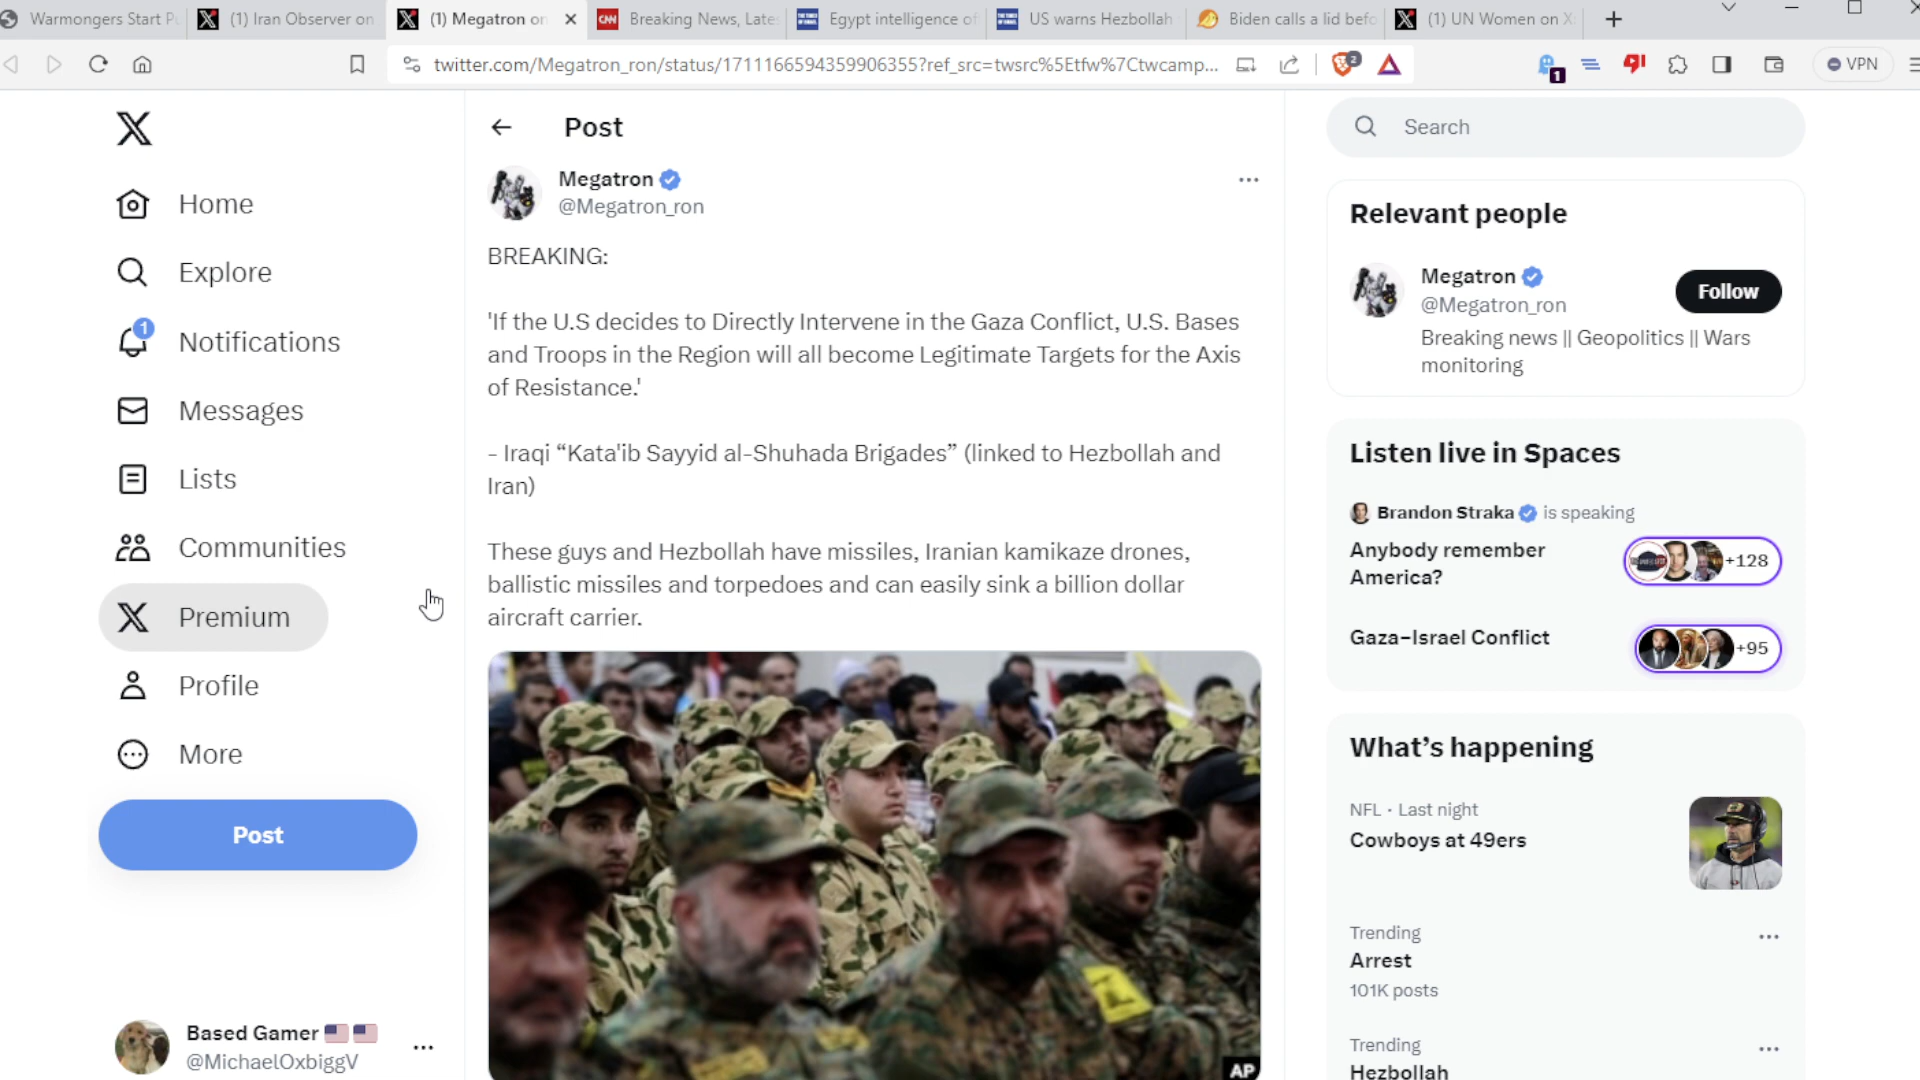 Warmongers Start Pu
(1) Iran Observer on
(1) Megatron on
CNN
Breaking News, Lates
Egypt intelligence of
US warns Hezbollah
Biden calls a lid befo
(1) UN Women on X
twitter.com/Megatron_ron/status/1711166594359906355?ref_src=twsrc%5Etfw%7Ctwcamp...
2
1
VPN
Home
Explore
1
Notifications
Messages
Lists
Communities
Premium
Profile
More
Post
Based Gamer
@MichaelOxbiggV
Post
Megatron
@Megatron_ron
BREAKING:
'If the U.S decides to Directly Intervene in the Gaza Conflict, U.S. Bases
and Troops in the Region will all become Legitimate Targets for the Axis
of Resistance.'
- Iraqi “Kata'ib Sayyid al-Shuhada Brigades” (linked to Hezbollah and
Iran)
These guys and Hezbollah have missiles, Iranian kamikaze drones,
ballistic missiles and torpedoes and can easily sink a billion dollar
aircraft carrier.
AP
Search
Relevant people
Megatron
@Megatron_ron
Follow
Breaking news || Geopolitics || Wars
monitoring
Listen live in Spaces
Brandon Straka is speaking
Anybody remember
America?
+128
Gaza–Israel Conflict
+95
What’s happening
NFL · Last night
Cowboys at 49ers
Trending
Arrest
101K posts
Trending
Hezbollah